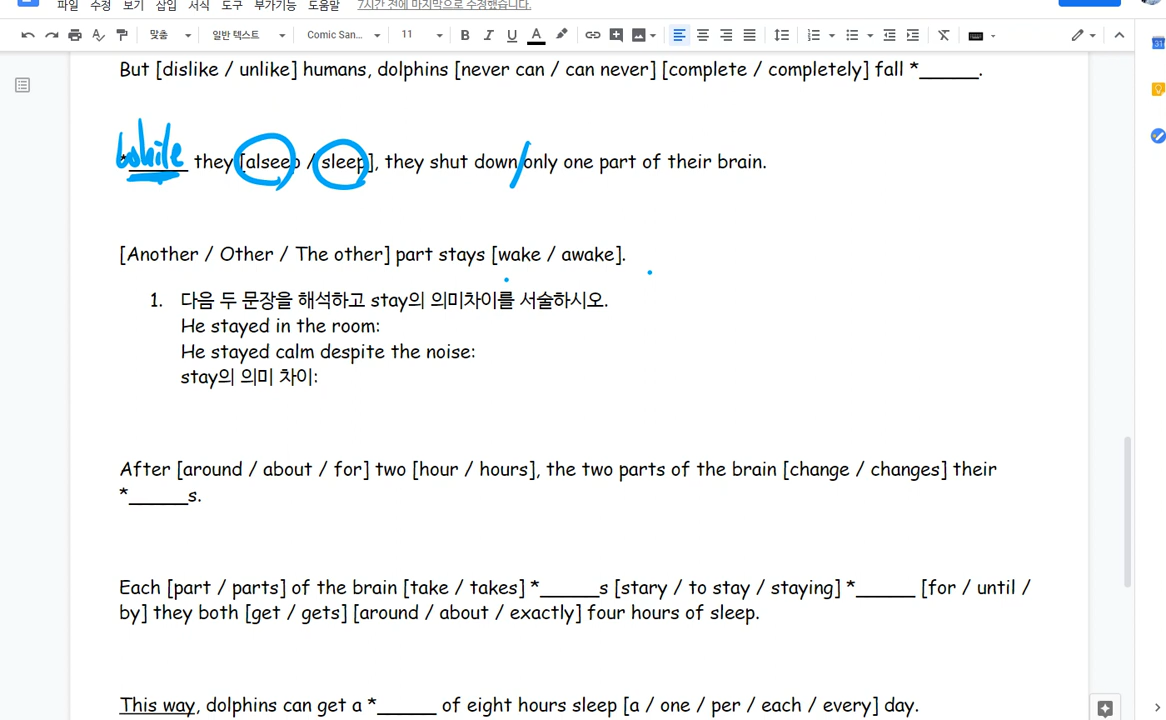 파일 수정 보기 삽입 서식 도구 부가기능 도움말 7시간 전에 마지막으로 수정했습니다.
맞춤 일반 텍스트 Comic San... 11 B I U A
But [dislike / unlike] humans, dolphins [never can / can never] [complete / completely] fall *______.
while
*______ they [alseep / sleep], they shut down/only one part of their brain.
[Another / Other / The other] part stays [wake / awake].
1. 다음 두 문장을 해석하고 stay의 의미차이를 서술하시오.
He stayed in the room:
He stayed calm despite the noise:
stay의 의미 차이:
After [around / about / for] two [hour / hours], the two parts of the brain [change / changes] their
*______s.
Each [part / parts] of the brain [take / takes] *______s [stary / to stay / staying] *______ [for / until /
by] they both [get / gets] [around / about / exactly] four hours of sleep.
This way, dolphins can get a *______ of eight hours sleep [a / one / per / each / every] day.
31